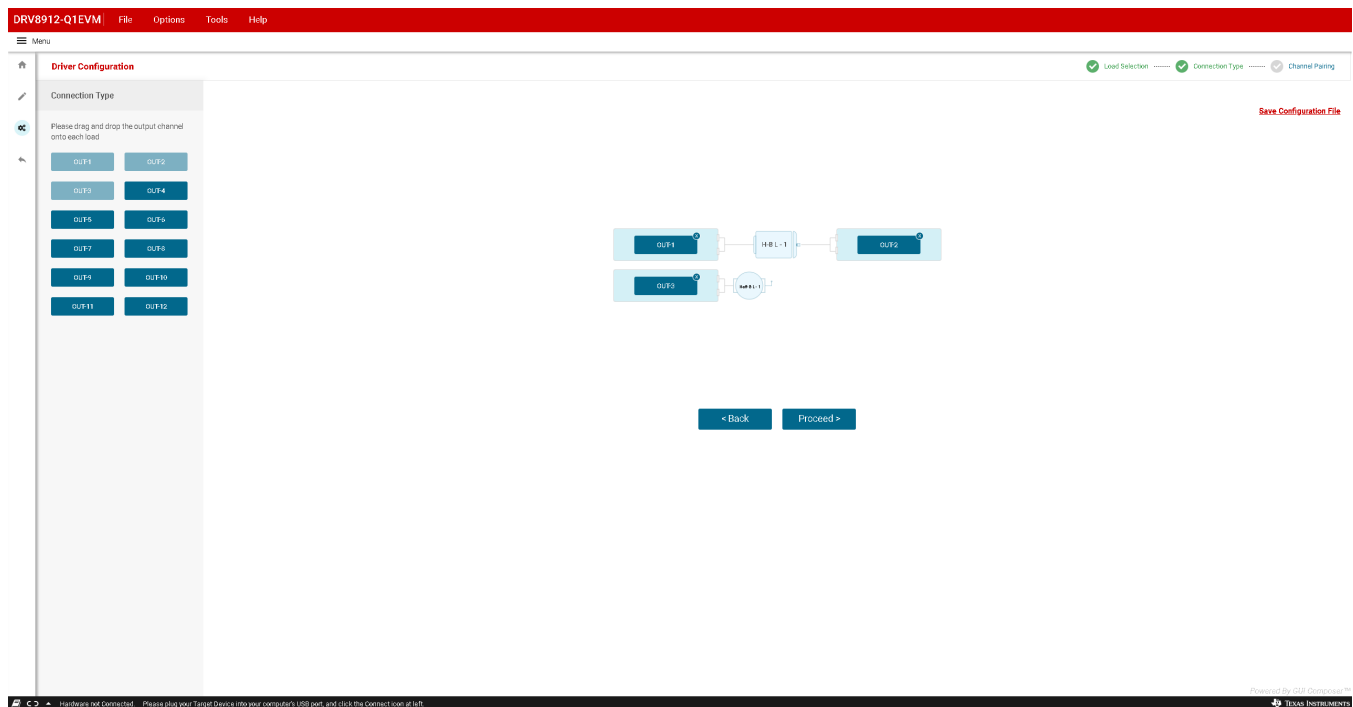 DRV8912-Q1EVM File Options Tools Help
Menu
Driver Configuration
Load Selection Connection Type Channel Pairing
Connection Type
Save Configuration File
Please drag and drop the output channel
onto each load
OUT-1 OUT-2
OUT-3 OUT-4
OUT-5 OUT-6
OUT-7 OUT-8
OUT-9 OUT-10
OUT-11 OUT-12
OUT-1 H-B L - 1 OUT-2
OUT-3 Half-B L - 1
< Back Proceed >
Powered By GUI Composer™
Hardware not Connected. Please plug your Target Device into your computer's USB port, and click the Connect icon at left.
TEXAS INSTRUMENTS